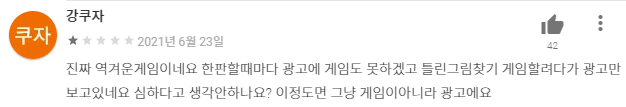 쿠자
강쿠자
2021년 6월 23일
42
진짜 역겨운게임이네요 한판할때마다 광고에 게임도 못하겠고 틀린그림찾기 게임할려다가 광고만
보고있네요 심하다고 생각안하나요? 이정도면 그냥 게임이아니라 광고에요